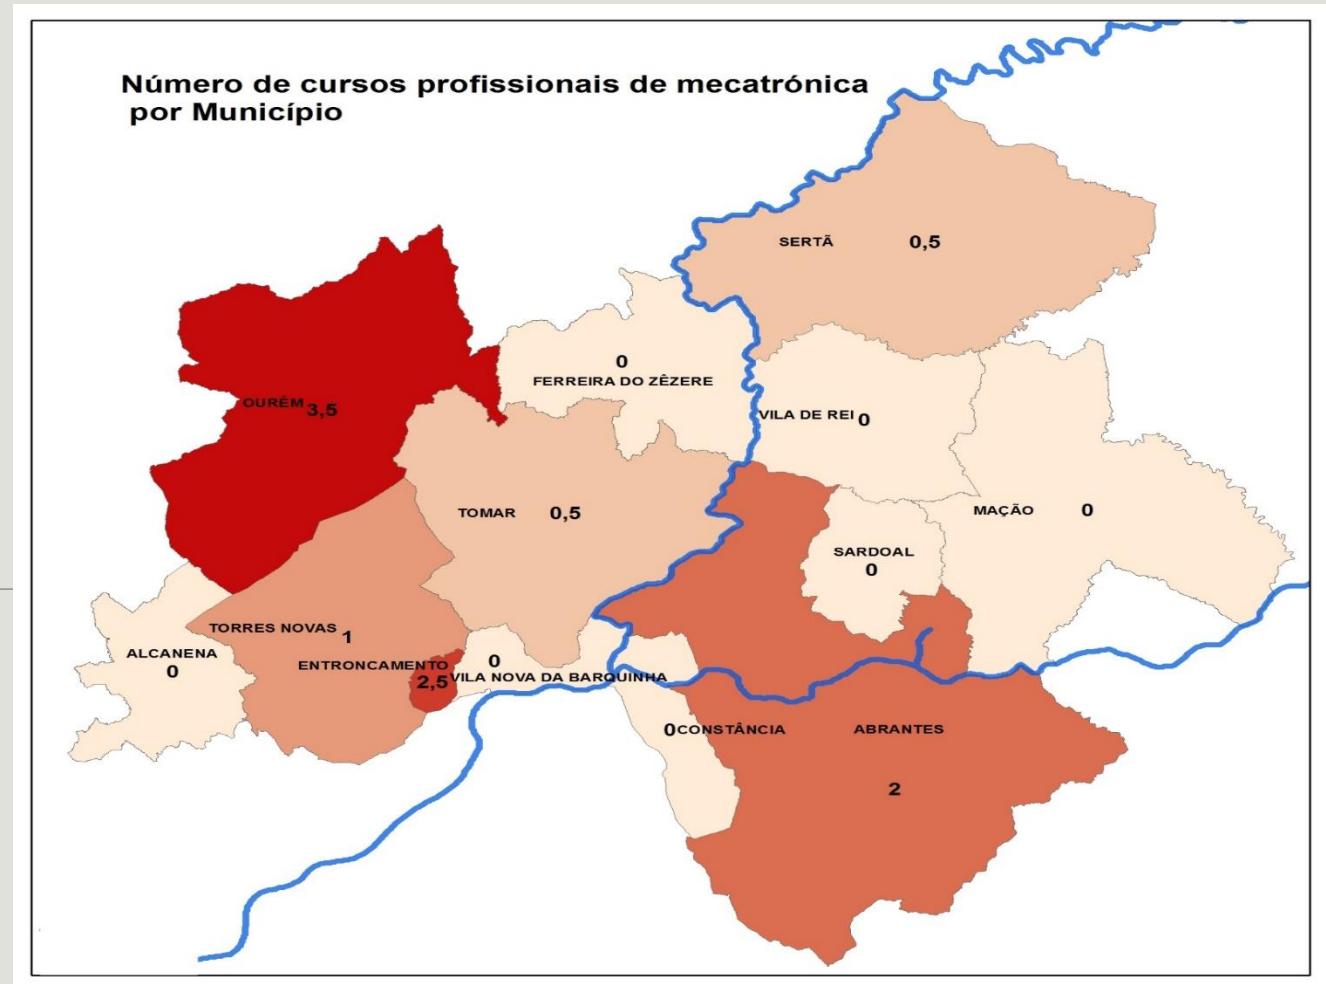 Número de cursos profissionais de mecatrónica
por Município
SERTÃ 0,5
0
FERREIRA DO ZÊZERE
OURÉM 3,5
VILA DE REI 0
TOMAR 0,5
MAÇÃO 0
SARDOAL
0
TORRES NOVAS 1
ALCANENA
0
ENTRONCAMENTO
2,5
0
VILA NOVA DA BARQUINHA
0 CONSTÂNCIA
ABRANTES
2